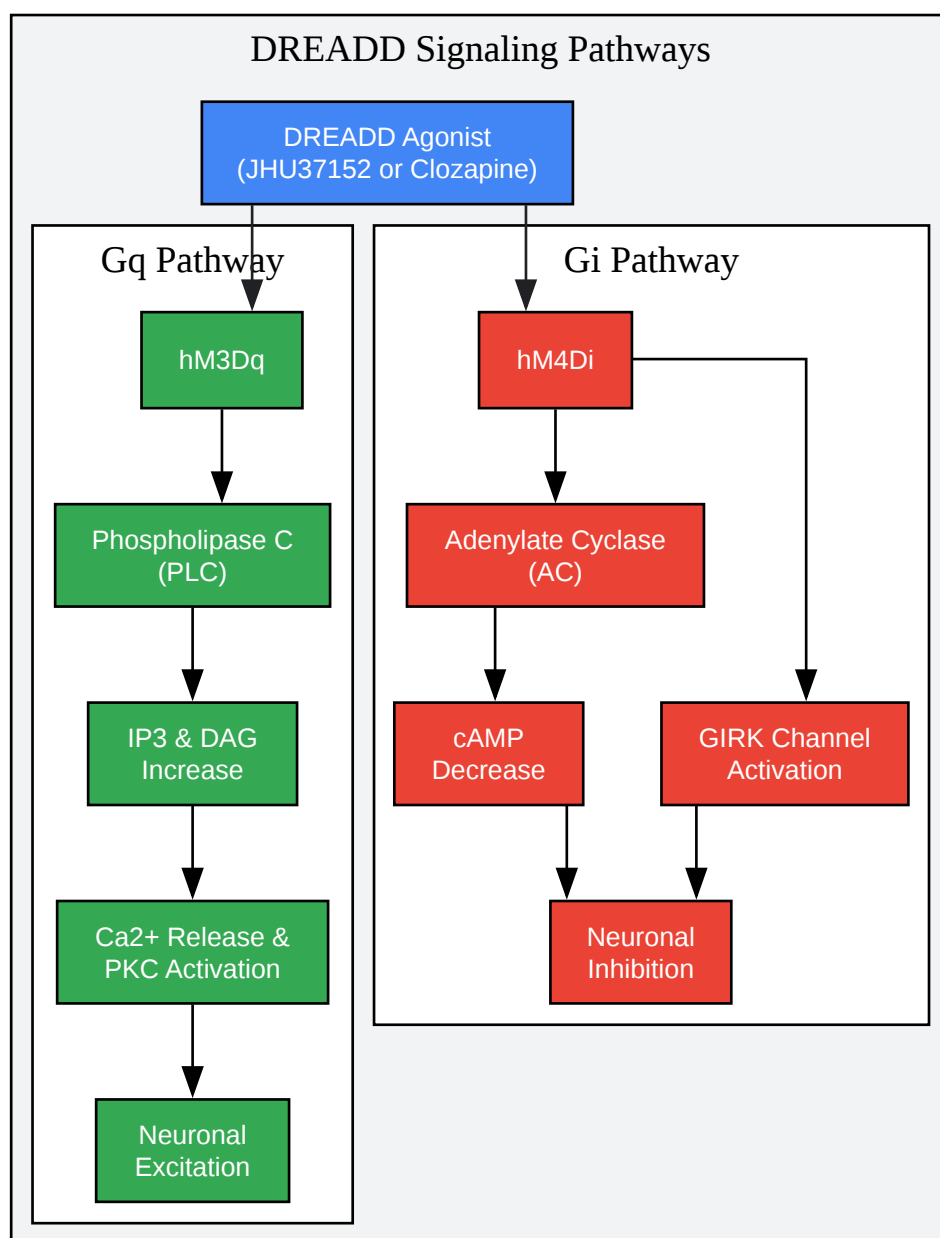 DREADD Signaling Pathways
DREADD Agonist
(JHU37152 or Clozapine)
Gq Pathway
hM3Dq
Phospholipase C
(PLC)
IP3 & DAG
Increase
Ca2+ Release &
PKC Activation
Neuronal
Excitation
Gi Pathway
hM4Di
Adenylate Cyclase
(AC)
cAMP
Decrease
GIRK Channel
Activation
Neuronal
Inhibition